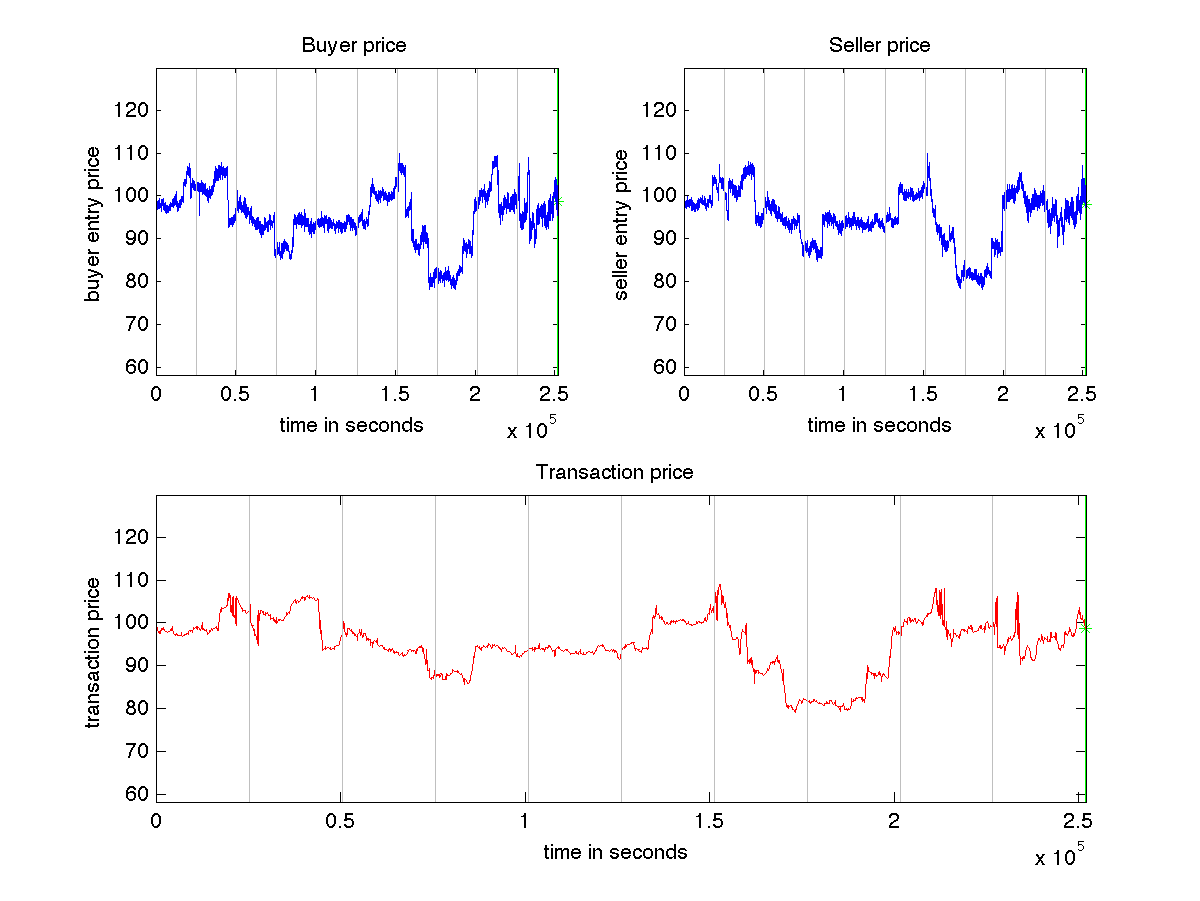 Buyer price
120
110
100
90
80
70
60
buyer entry price
0 0.5 1 1.5 2 2.5
time in seconds
x 10^5
Seller price
120
110
100
90
80
70
60
seller entry price
0 0.5 1 1.5 2 2.5
time in seconds
x 10^5
Transaction price
120
110
100
90
80
70
60
transaction price
0 0.5 1 1.5 2 2.5
time in seconds
x 10^5